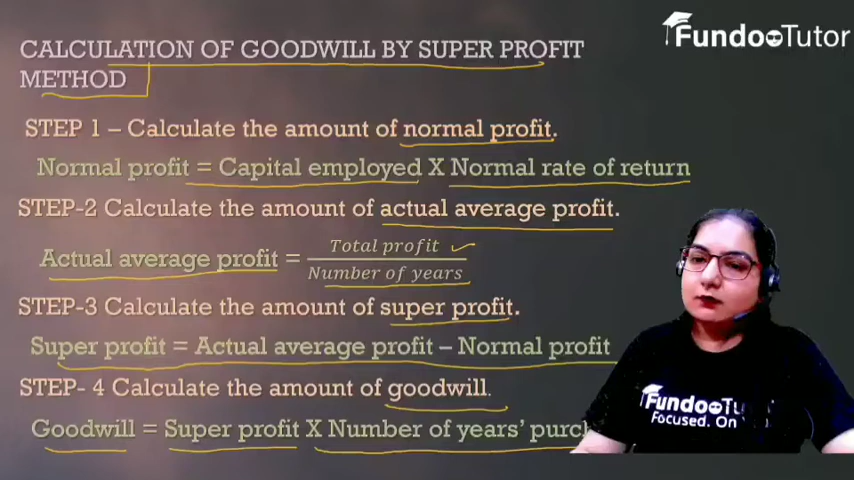 FundooTutor
CALCULATION OF GOODWILL BY SUPER PROFIT
METHOD
STEP 1 – Calculate the amount of normal profit.
Normal profit = Capital employed X Normal rate of return
STEP-2 Calculate the amount of actual average profit.
Actual average profit = Total profit
Number of years
STEP-3 Calculate the amount of super profit.
Super profit = Actual average profit – Normal profit
STEP- 4 Calculate the amount of goodwill.
Goodwill = Super profit X Number of years'
Focused. On